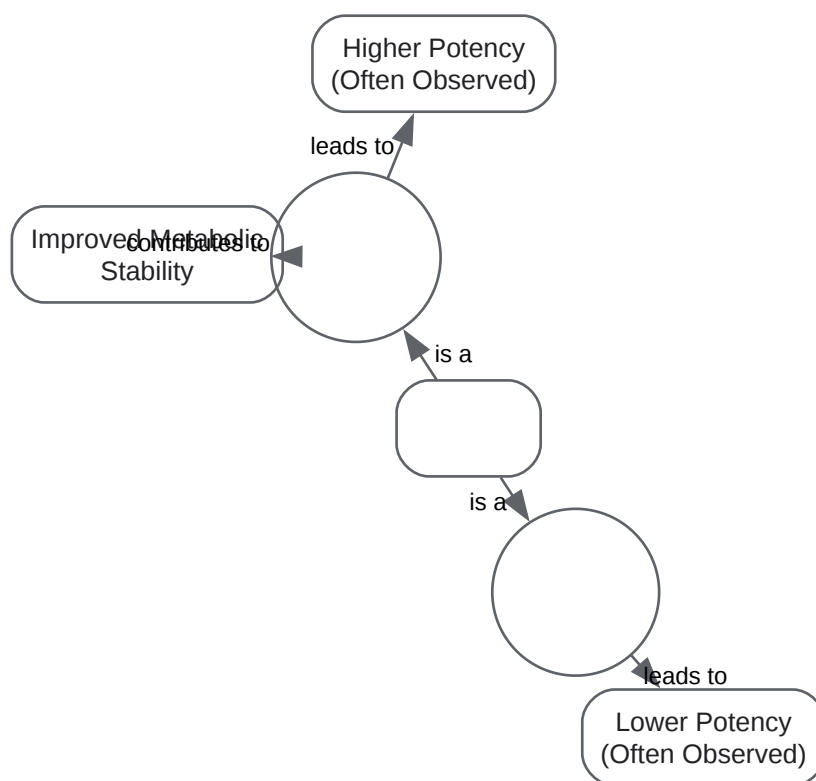 Higher Potency
(Often Observed)
leads to
Improved Metabolic
contributes to
Stability
is a
is a
leads to
Lower Potency
(Often Observed)